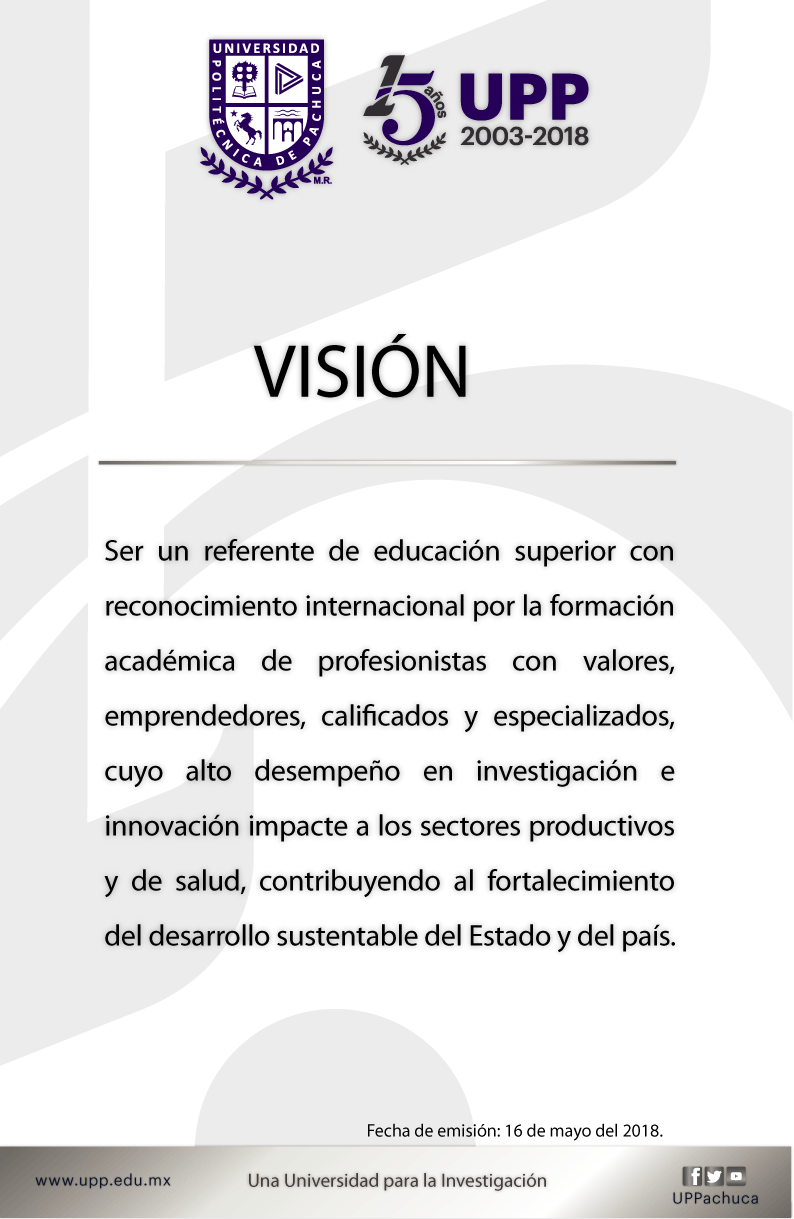 UNIVERSIDAD
POLITÉCNICA DE PACHUCA
M.R.
15 años
UPP
2003-2018
VISIÓN
Ser un referente de educación superior con
reconocimiento internacional por la formación
académica de profesionistas con valores,
emprendedores, calificados y especializados,
cuyo alto desempeño en investigación e
innovación impacte a los sectores productivos
y de salud, contribuyendo al fortalecimiento
del desarrollo sustentable del Estado y del país.
Fecha de emisión: 16 de mayo del 2018.
www.upp.edu.mx
Una Universidad para la Investigación
UPPachuca